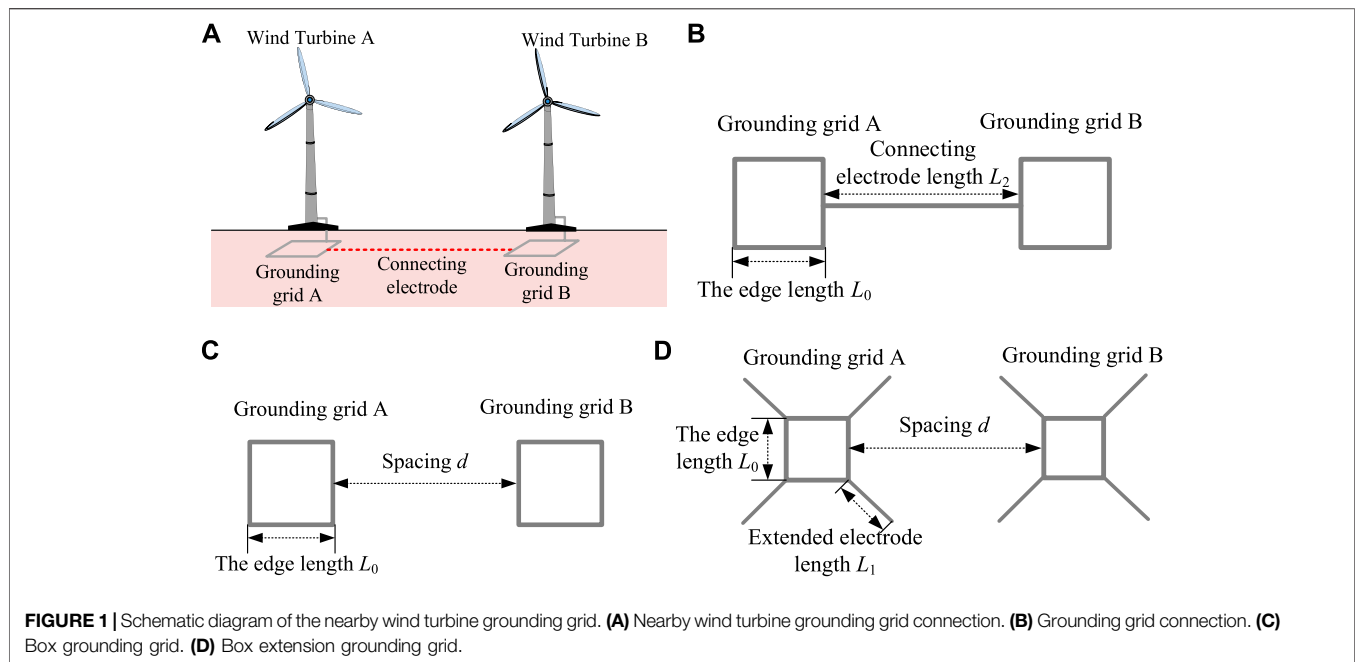 A
Wind Turbine A
Wind Turbine B
Grounding
grid A
Connecting
electrode
Grounding
grid B
B
Grounding grid A
Grounding grid B
Connecting
electrode length L2
The edge length L0
C
Grounding grid A
Grounding grid B
Spacing d
The edge length L0
D
Grounding grid A
Grounding grid B
The edge
length L0
Spacing d
Extended electrode
length L1
FIGURE 1 | Schematic diagram of the nearby wind turbine grounding grid. (A) Nearby wind turbine grounding grid connection. (B) Grounding grid connection. (C)
Box grounding grid. (D) Box extension grounding grid.